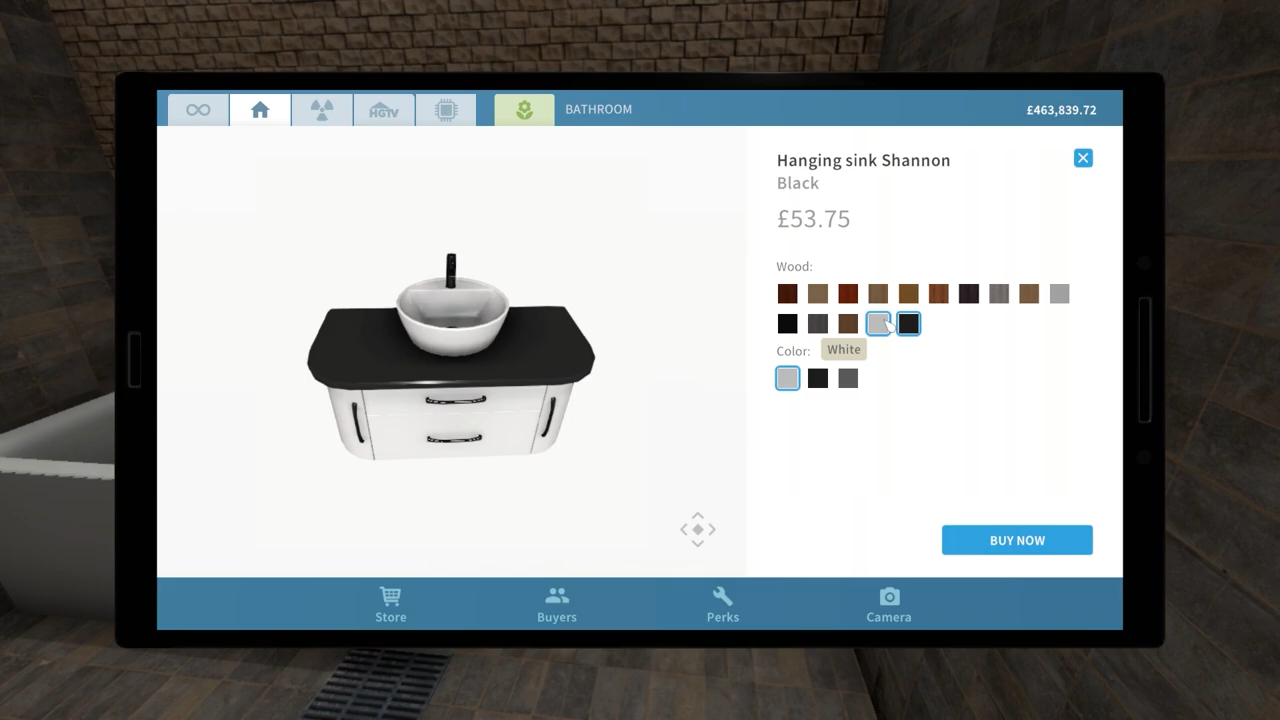 HGTV
BATHROOM
£463,839.72
Hanging sink Shannon
Black
£53.75
Wood:
Color:
White
BUY NOW
Store
Buyers
Perks
Camera